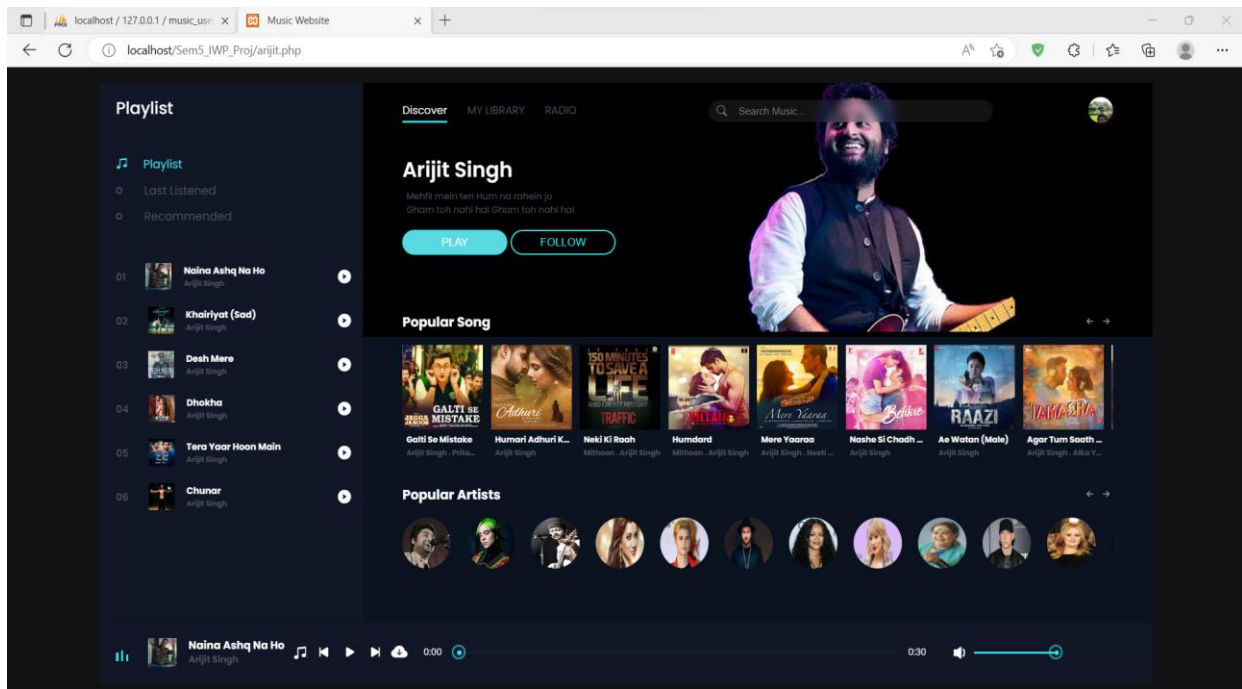 localhost / 127.0.0.1 / music_use
Music Website
localhost/Sem5_IWP_Proj/arijit.php
Playlist
Discover MY LIBRARY RADIO
Search Music...
Playlist
Last Listened
Recommended
Arijit Singh
Mehfil mein teri Hum na rahein jo
Gham toh nahi hai Gham toh nahi hai
PLAY FOLLOW
01 Naina Ashq Na Ho
Arijit Singh
02 Khairiyat (Sad)
Arijit Singh
03 Desh Mere
Arijit Singh
04 Dhokha
Arijit Singh
05 Tera Yaar Hoon Main
Arijit Singh
06 Chunar
Arijit Singh
Popular Song
150 MINUTES
TO SAVE A
LIFE
TRAFFIC
GALTI SE
MISTAKE
JAGGA
JASOOS
Adhuri
Mere Yaaraa
Befikre
RAAZI
Galti Se Mistake
Arijit Singh . Prita...
Humari Adhuri K...
Arijit Singh
Neki Ki Raah
Mithoon . Arijit Singh
Humdard
Mithoon . Arijit Singh
Mere Yaaraa
Arijit Singh . Neeti ...
Nashe Si Chadh ...
Arijit Singh
Ae Watan (Male)
Arijit Singh
Agar Tum Saath ...
Arijit Singh . Alka Y...
Popular Artists
Naina Ashq Na Ho
Arijit Singh
0:00
0:30